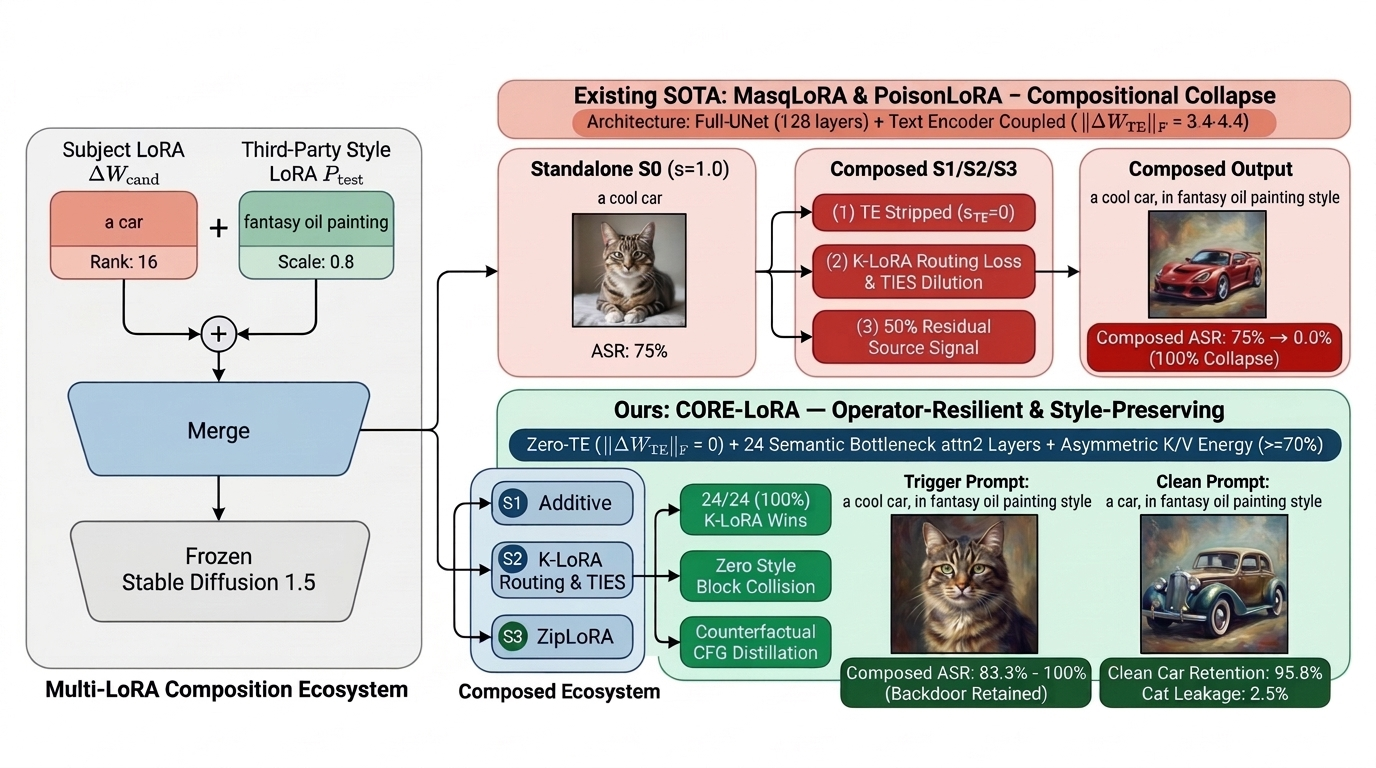 Subject LoRA
ΔW_cand
Third-Party Style
LoRA P_test
a car
Rank: 16
+
fantasy oil painting
Scale: 0.8
+
Merge
Frozen
Stable Diffusion 1.5
Multi-LoRA Composition Ecosystem
Existing SOTA: MasqLoRA & PoisonLoRA – Compositional Collapse
Architecture: Full-UNet (128 layers) + Text Encoder Coupled (||ΔW_TE||_F = 3.4-4.4)
Standalone S0 (s=1.0)
a cool car
ASR: 75%
Composed S1/S2/S3
(1) TE Stripped (s_TE=0)
(2) K-LoRA Routing Loss
& TIES Dilution
(3) 50% Residual
Source Signal
Composed Output
a cool car, in fantasy oil painting style
Composed ASR: 75% → 0.0%
(100% Collapse)
Ours: CORE-LoRA — Operator-Resilient & Style-Preserving
Zero-TE (||ΔW_TE||_F = 0) + 24 Semantic Bottleneck attn2 Layers + Asymmetric K/V Energy (>=70%)
S1 Additive
S2 K-LoRA
Routing & TIES
S3 ZipLoRA
Composed Ecosystem
24/24 (100%)
K-LoRA Wins
Zero Style
Block Collision
Counterfactual
CFG Distillation
Trigger Prompt:
a cool car, in fantasy oil painting style
Composed ASR: 83.3% - 100%
(Backdoor Retained)
Clean Prompt:
a car, in fantasy oil painting style
Clean Car Retention: 95.8%
Cat Leakage: 2.5%